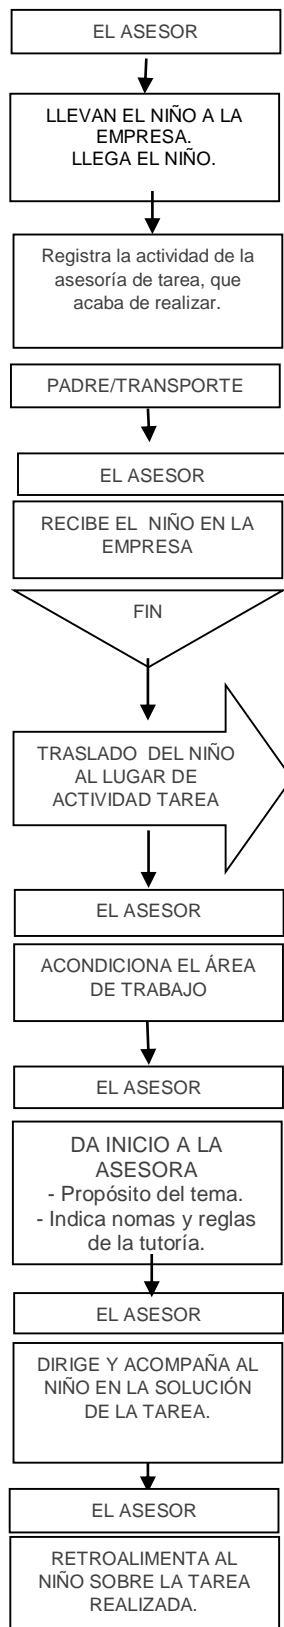 EL ASESOR
LLEVAN EL NIÑO A LA
EMPRESA.
LLEGA EL NIÑO.
Registra la actividad de la
asesoría de tarea, que
acaba de realizar.
PADRE/TRANSPORTE
EL ASESOR
RECIBE EL NIÑO EN LA
EMPRESA
FIN
TRASLADO DEL NIÑO
AL LUGAR DE
ACTIVIDAD TAREA
EL ASESOR
ACONDICIONA EL ÁREA
DE TRABAJO
EL ASESOR
DA INICIO A LA
ASESORA
- Propósito del tema.
- Indica nomas y reglas
de la tutoría.
EL ASESOR
DIRIGE Y ACOMPAÑA AL
NIÑO EN LA SOLUCIÓN
DE LA TAREA.
EL ASESOR
RETROALIMENTA AL
NIÑO SOBRE LA TAREA
REALIZADA.